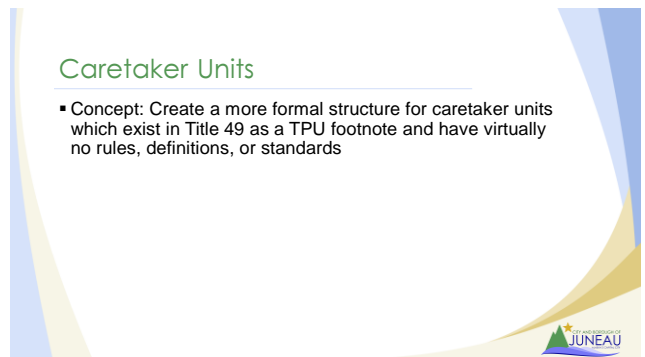 Caretaker Units
▪ Concept: Create a more formal structure for caretaker units
which exist in Title 49 as a TPU footnote and have virtually
no rules, definitions, or standards
CITY AND BOROUGH OF
JUNEAU